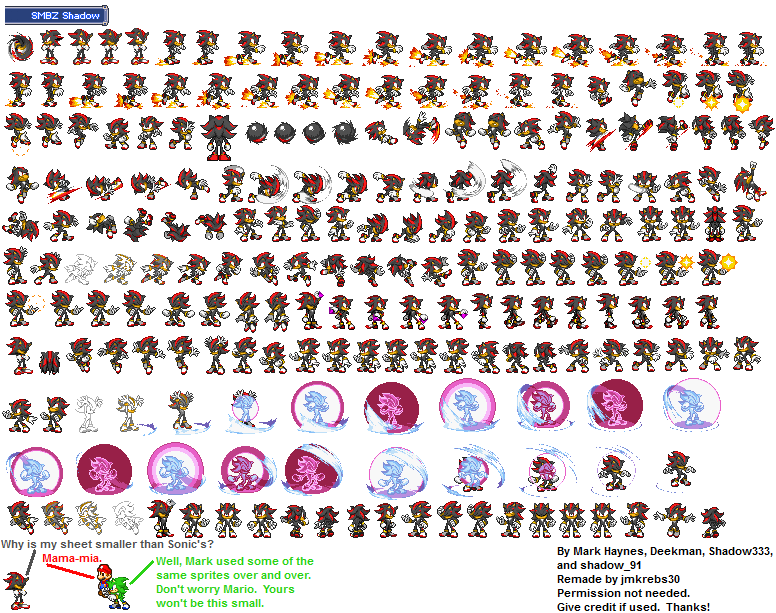 SMBZ Shadow
Why is my sheet smaller than Sonic's?
Mama-mia.
Well, Mark used some of the
same sprites over and over.
Don't worry Mario. Yours
won't be this small.
By Mark Haynes, Deekman, Shadow333,
and shadow_91
Remade by jmkrebs30
Permission not needed.
Give credit if used. Thanks!